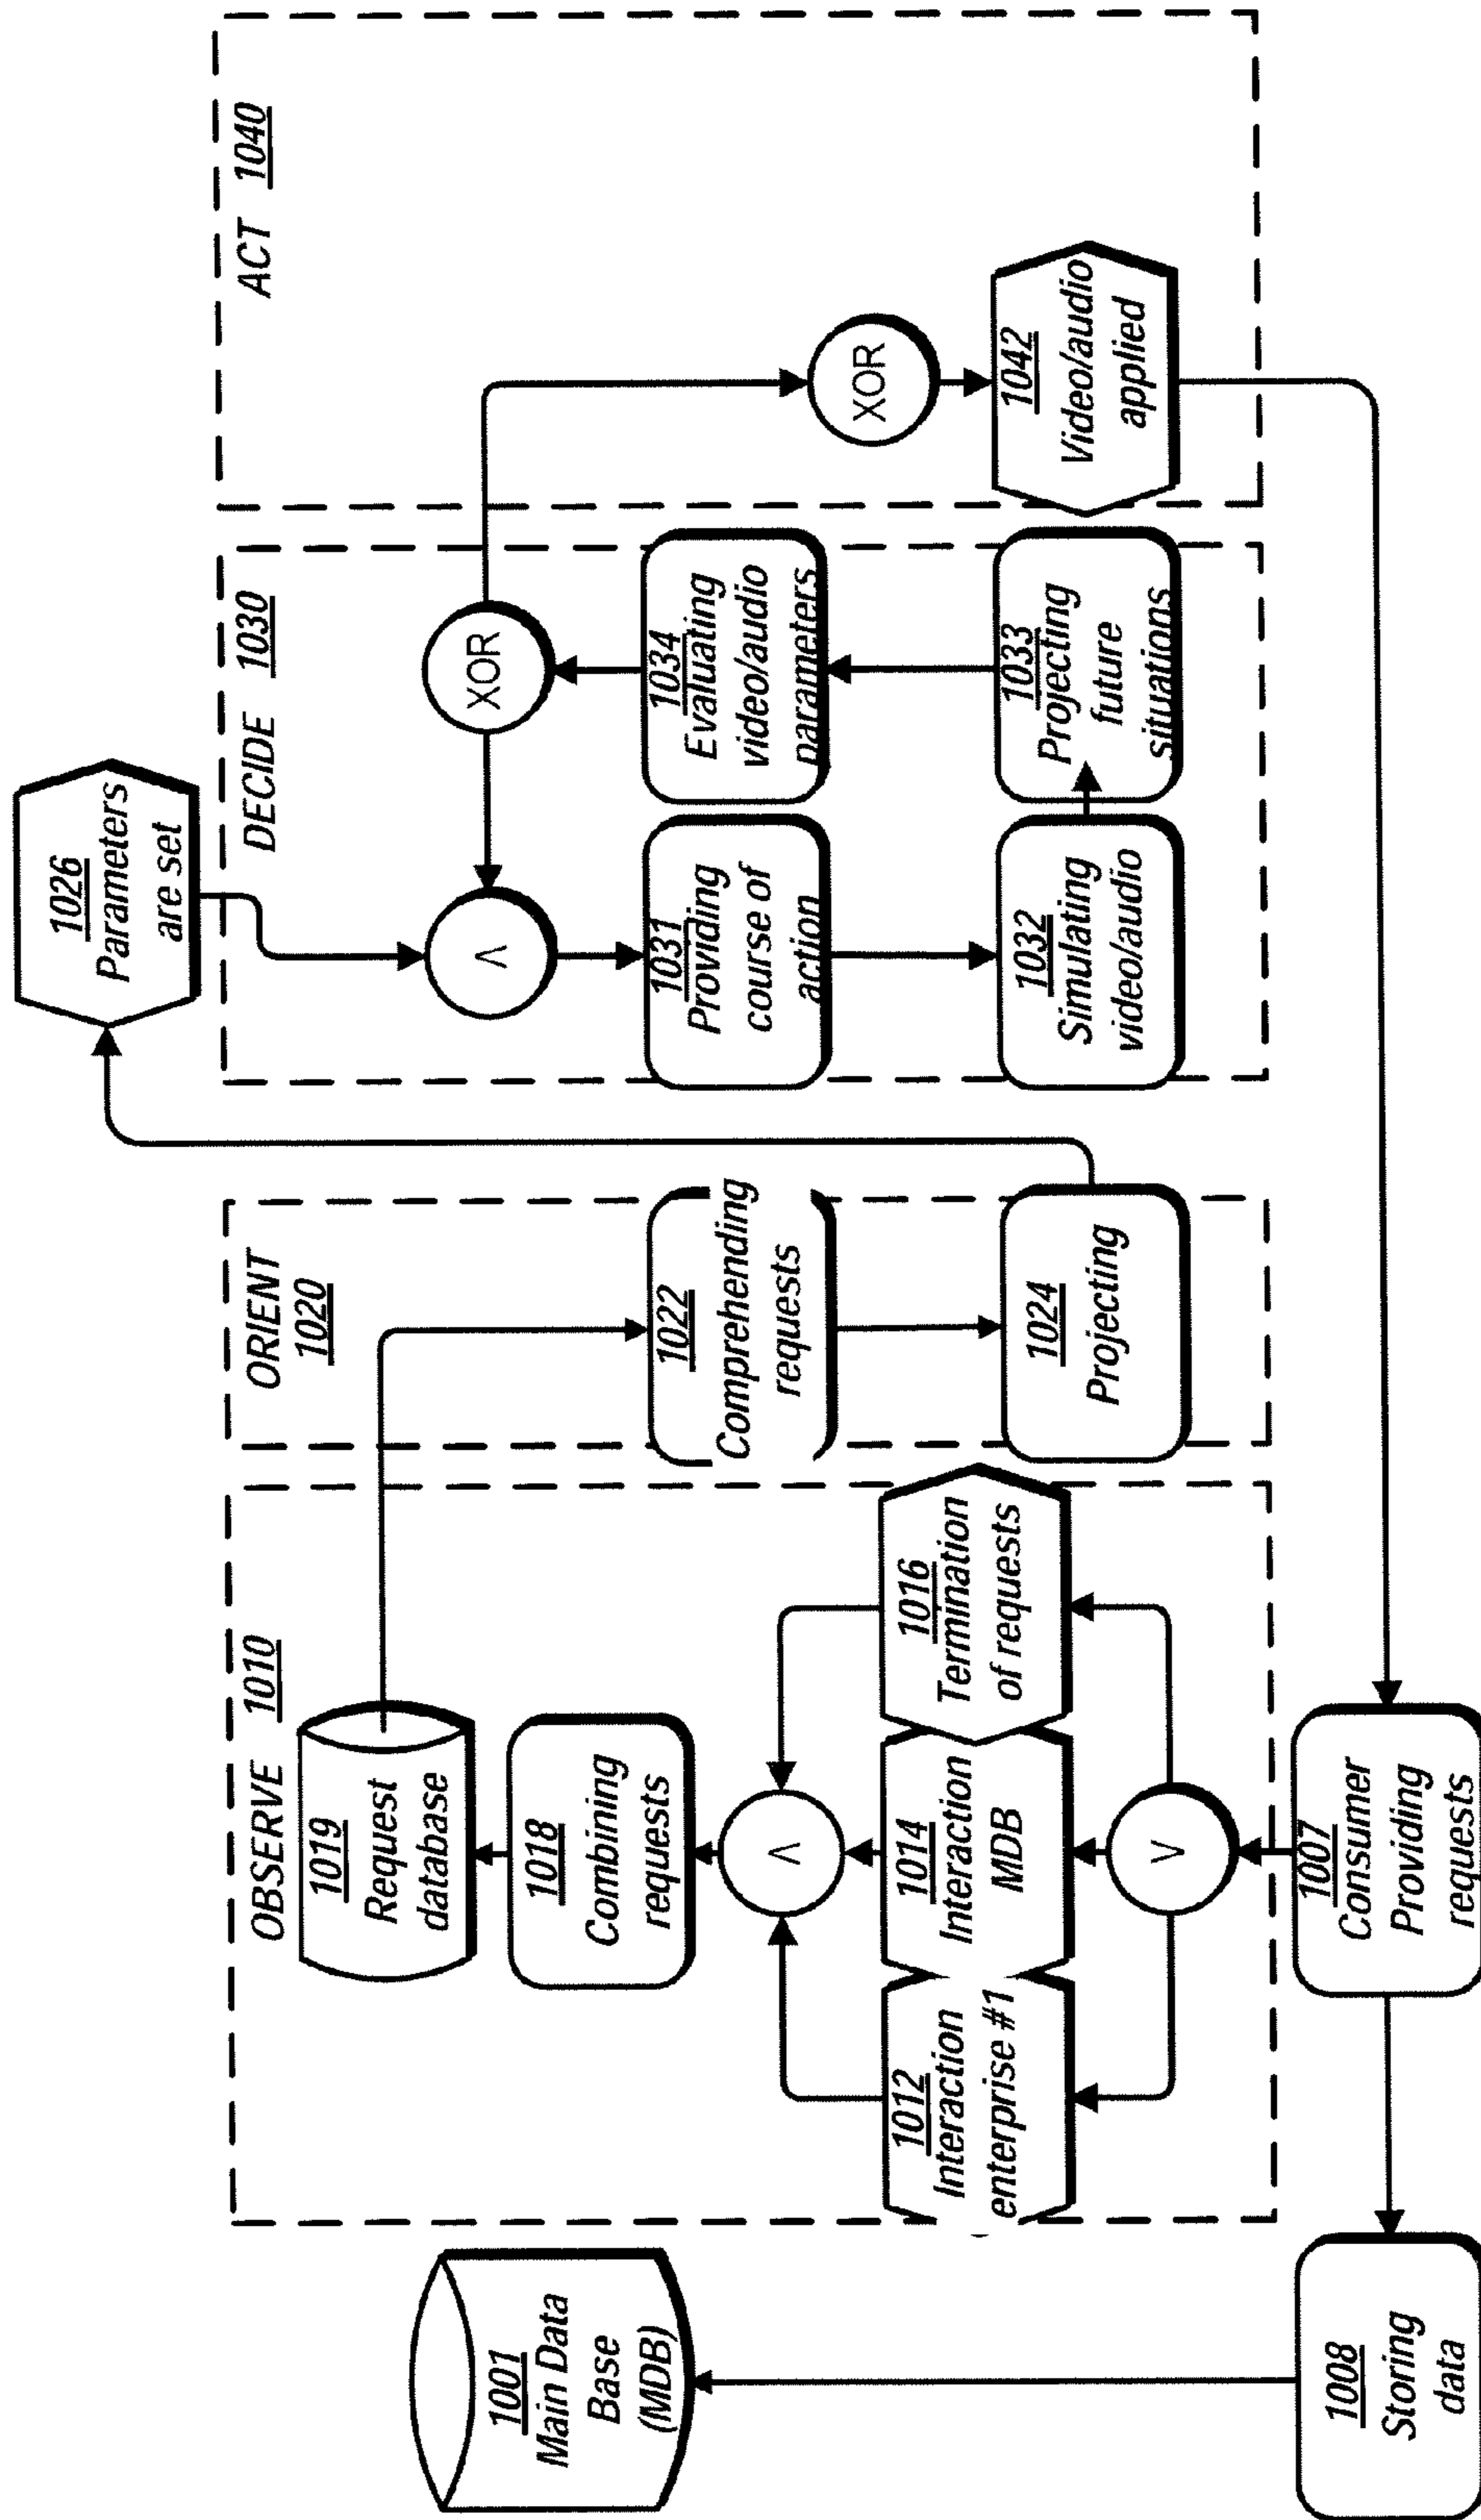 1001
Main Data
Base
(MDB)
1008
Storing
data
OBSERVE 1010
1019
Request
database
1018
Combining
requests
Λ
1012
Interaction
enterprise #1
1014
Interaction
MDB
1016
Termination
of requests
V
1007
Consumer
Providing
requests
ORIENT
1020
1022
Comprehending
requests
1024
Projecting
1026
Parameters
are set
DECIDE 1030
Λ
XOR
1031
Providing
course of
action
1034
Evaluating
video/audio
parameters
1032
Simulating
video/audio
1033
Projecting
future
situations
ACT 1040
XOR
1042
Video/audio
applied